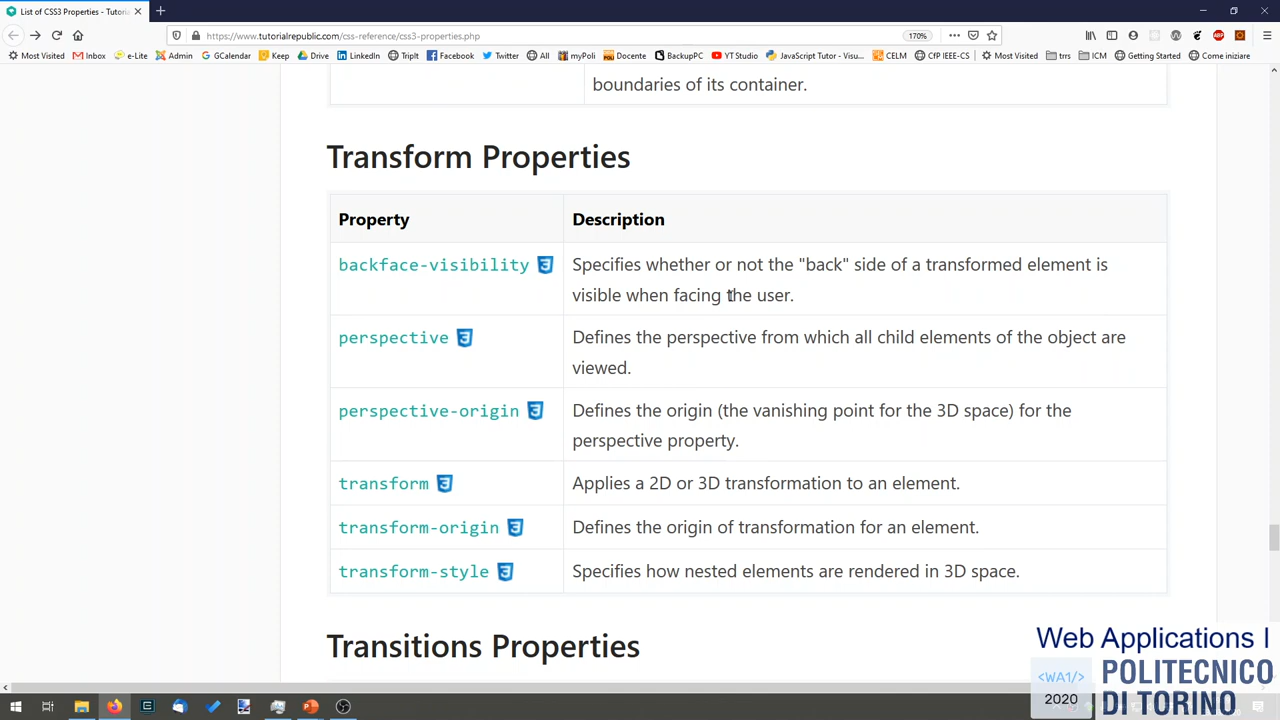 List of CSS3 Properties - Tutoria
https://www.tutorialrepublic.com/css-reference/css3-properties.php
170%
Most Visited
Inbox
e-Lite
Admin
GCalendar
Keep
Drive
LinkedIn
TripIt
Facebook
Twitter
All
myPoli
Docente
BackupPC
YT Studio
JavaScript Tutor - Visu...
CELM
CfP IEEE-CS
Most Visited
trrs
ICM
Getting Started
Come iniziare
boundaries of its container.
Transform Properties
Property Description
backface-visibility Specifies whether or not the "back" side of a transformed element is
visible when facing the user.
perspective Defines the perspective from which all child elements of the object are
viewed.
perspective-origin Defines the origin (the vanishing point for the 3D space) for the
perspective property.
transform Applies a 2D or 3D transformation to an element.
transform-origin Defines the origin of transformation for an element.
transform-style Specifies how nested elements are rendered in 3D space.
Transitions Properties
Web Applications I
<WA1/>
2020
POLITECNICO
DI TORINO